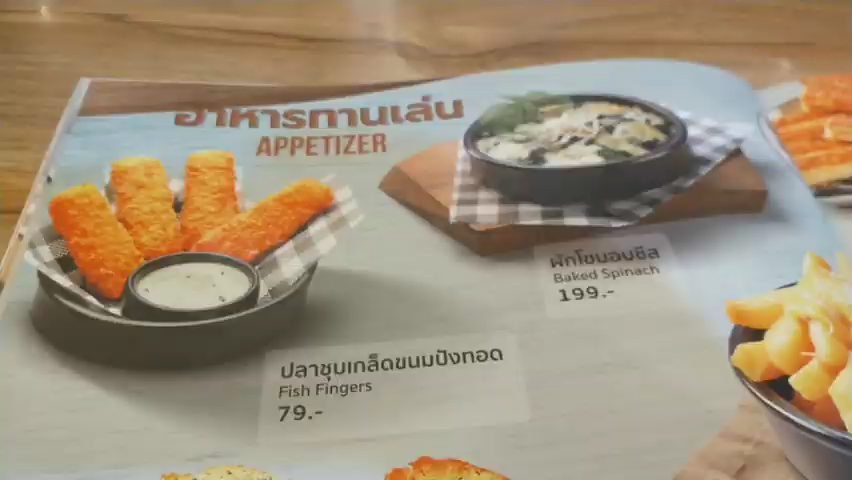 อาหารทานเล่น
APPETIZER
ผักโขมอบชีส
Baked Spinach
199.-
ปลาชุบเกล็ดขนมปังทอด
Fish Fingers
79.-